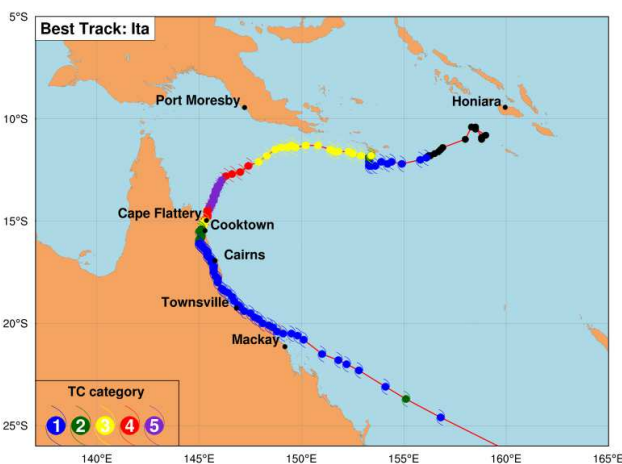 5°S
Best Track: Ita
Port Moresby
Honiara
10°S
Cape Flattery
15°S
Cooktown
Cairns
Townsville
20°S
Mackay
TC category
1 2 3 4 5
25°S
140°E 145°E 150°E 155°E 160°E 165°E